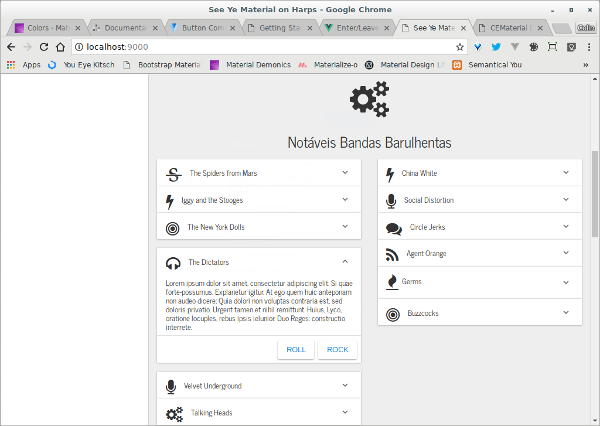 See Ye Material on Harps - Google Chrome
Colors - Mat
Documenta
Button Com
Getting Sta
Enter/Leave
See Ye Mate
CEMaterial
Colin
localhost:9000
Apps
You Eye Kitsch
Bootstrap Material
Material Demonics
Materialize-o
Material Design Li
Semantical You
»
Notáveis Bandas Barulhentas
The Spiders from Mars
Iggy and the Stooges
The New York Dolls
The Dictators
Lorem ipsum dolor sit amet, consectetur adipiscing elit. Si quae
forte-possumus. Explanetur igitur. At ego quem huic anteponam
non audeo dicere; Quia dolori non voluptas contraria est, sed
doloris privatio. Urgent tamen et nihil remittunt. Huius, Lyco,
oratione locuples, rebus ipsis ielunior. Duo Reges: constructio
interrete.
ROLL
ROCK
Velvet Underground
Talking Heads
China White
Social Distortion
Circle Jerks
Agent Orange
Germs
Buzzcocks